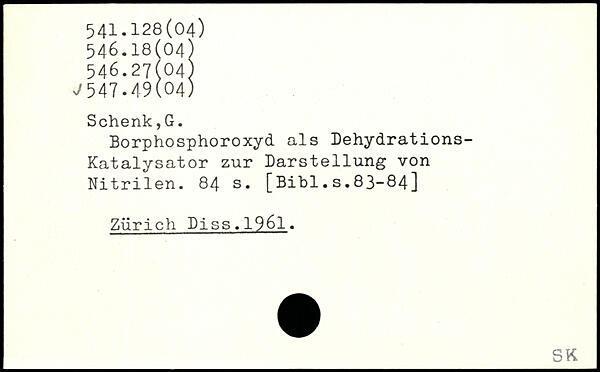 541.128(04)
546.18(04)
546.27(04)
✓547.49(04)
Schenk,G.
Borphosphoroxyd als Dehydrations-
Katalysator zur Darstellung von
Nitrilen. 84 s. [Bibl.s.83-84]
Zürich Diss.1961.
SK